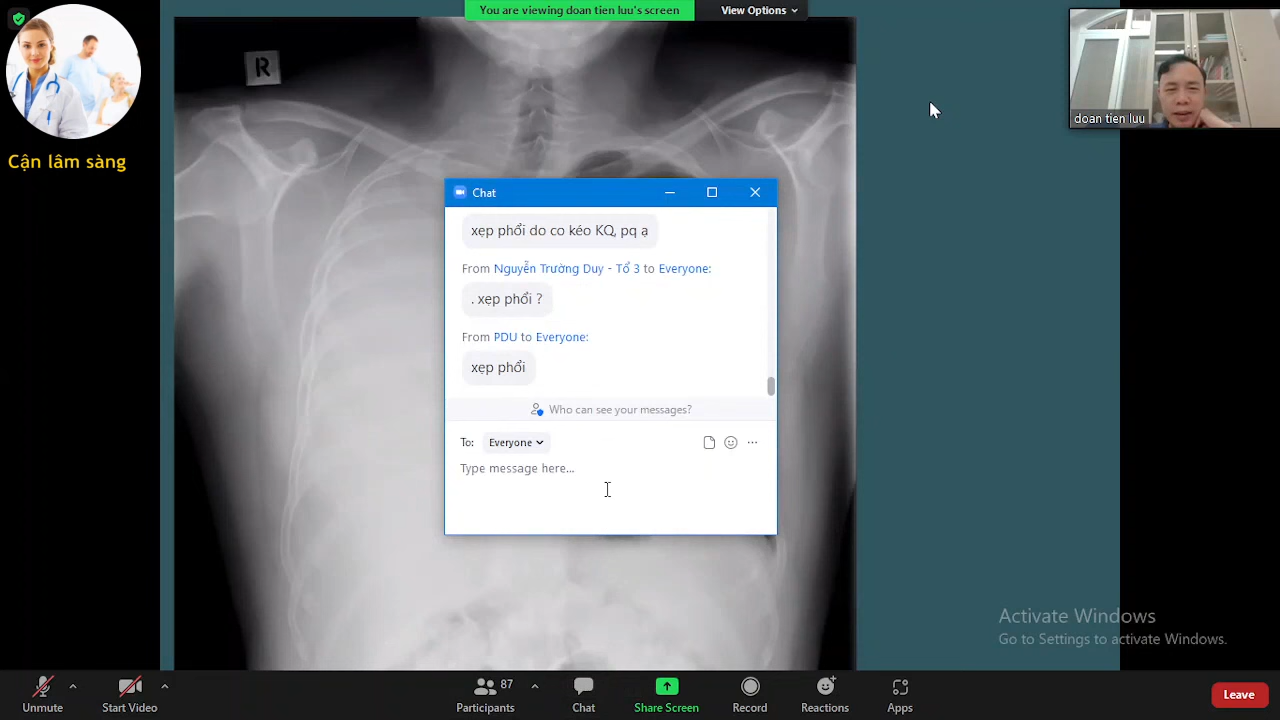 You are viewing doan tien luu's screen
View Options
R
doan tien luu
Cận lâm sàng
Chat
xẹp phổi do co kéo KQ, pq ạ
From Nguyễn Trường Duy - Tổ 3 to Everyone:
. xẹp phổi ?
From PDU to Everyone:
xẹp phổi
Who can see your messages?
To: Everyone
Type message here...
Activate Windows
Go to Settings to activate Windows.
Unmute
Start Video
87
Participants
Chat
Share Screen
Record
Reactions
Apps
Leave